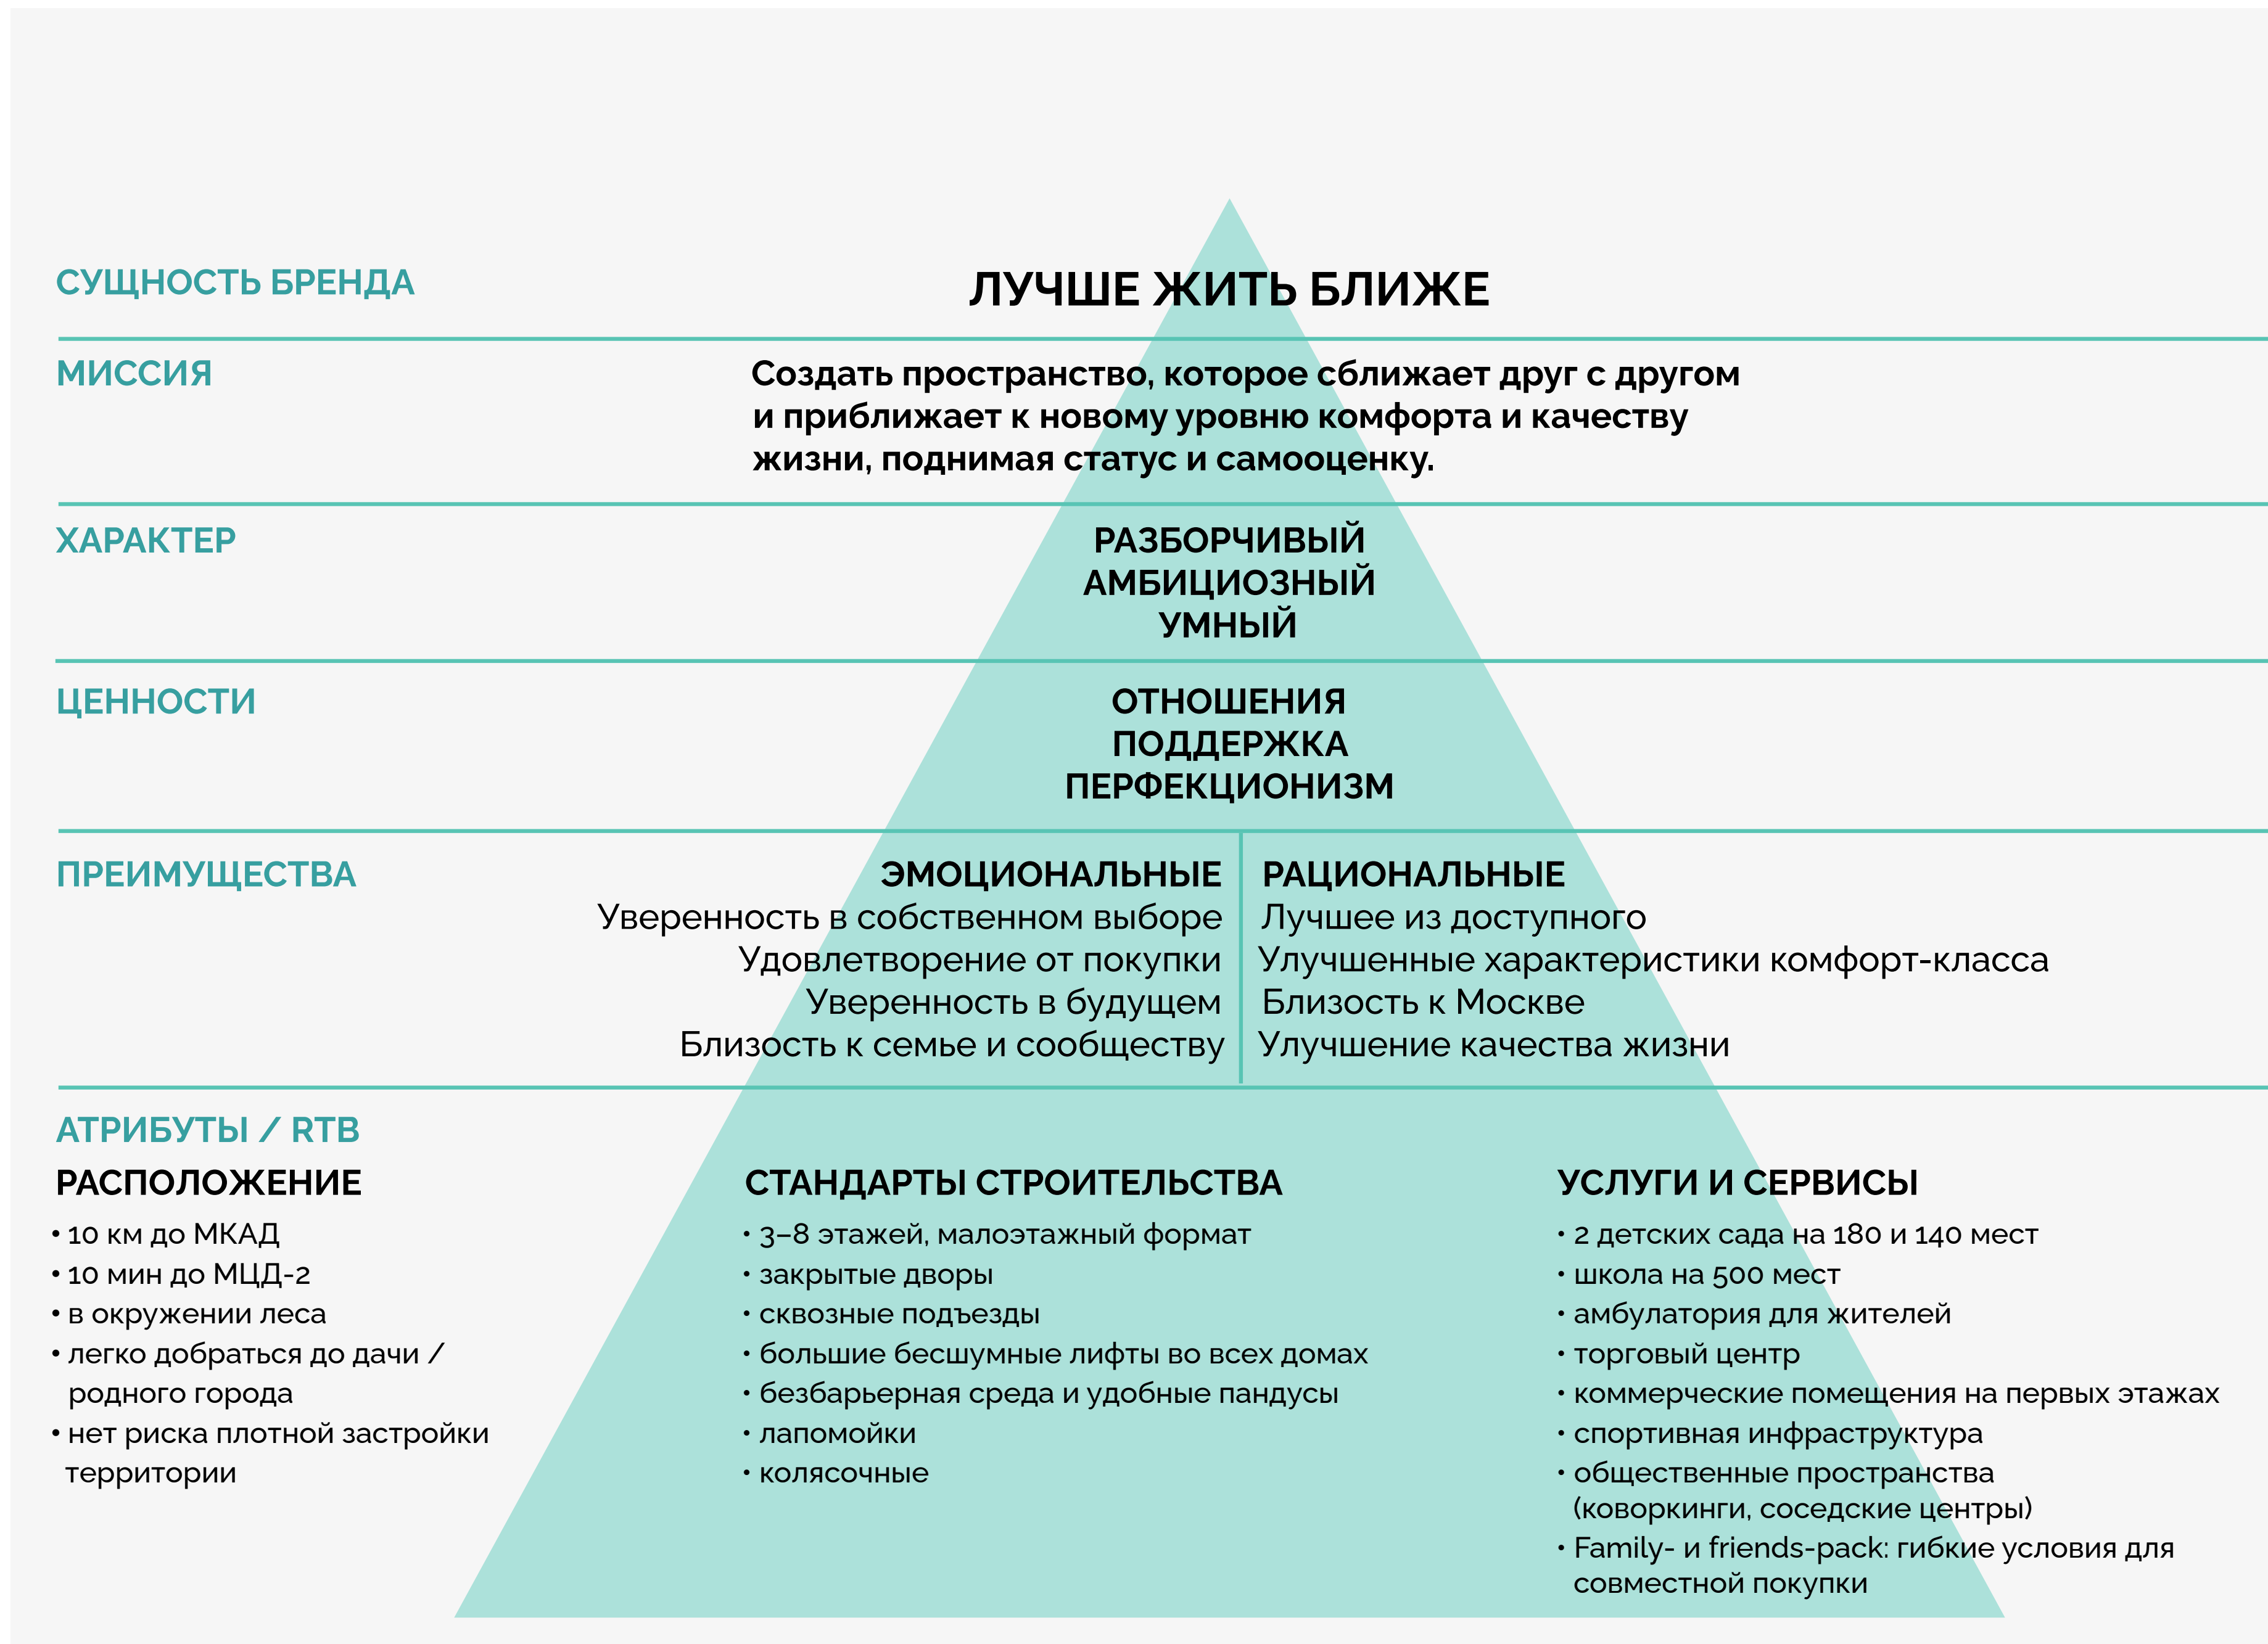 СУЩНОСТЬ БРЕНДА
ЛУЧШЕ ЖИТЬ БЛИЖЕ
МИССИЯ
Создать пространство, которое сближает друг с другом
и приближает к новому уровню комфорта и качеству
жизни, поднимая статус и самооценку.
ХАРАКТЕР
РАЗБОРЧИВЫЙ
АМБИЦИОЗНЫЙ
УМНЫЙ
ЦЕННОСТИ
ОТНОШЕНИЯ
ПОДДЕРЖКА
ПЕРФЕКЦИОНИЗМ
ПРЕИМУЩЕСТВА
ЭМОЦИОНАЛЬНЫЕ
Уверенность в собственном выборе
Удовлетворение от покупки
Уверенность в будущем
Близость к семье и сообществу
РАЦИОНАЛЬНЫЕ
Лучшее из доступного
Улучшенные характеристики комфорт-класса
Близость к Москве
Улучшение качества жизни
АТРИБУТЫ / RTB
РАСПОЛОЖЕНИЕ
• 10 км до МКАД
• 10 мин до МЦД-2
• в окружении леса
• легко добраться до дачи /
родного города
• нет риска плотной застройки
территории
СТАНДАРТЫ СТРОИТЕЛЬСТВА
• 3–8 этажей, малоэтажный формат
• закрытые дворы
• сквозные подъезды
• большие бесшумные лифты во всех домах
• безбарьерная среда и удобные пандусы
• лапомойки
• колясочные
УСЛУГИ И СЕРВИСЫ
• 2 детских сада на 180 и 140 мест
• школа на 500 мест
• амбулатория для жителей
• торговый центр
• коммерческие помещения на первых этажах
• спортивная инфраструктура
• общественные пространства
(коворкинги, соседские центры)
• Family- и friends-pack: гибкие условия для
совместной покупки